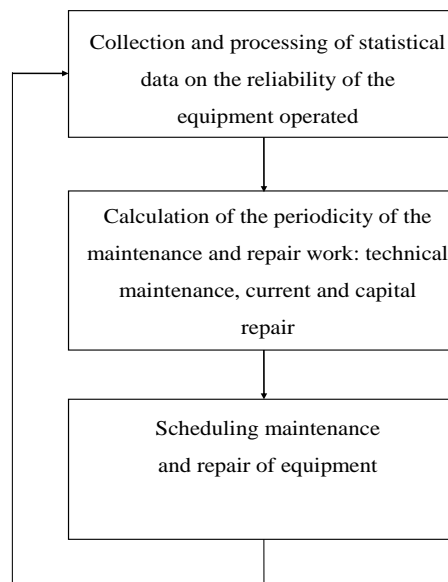 Collection and processing of statistical
data on the reliability of the
equipment operated
Calculation of the periodicity of the
maintenance and repair work: technical
maintenance, current and capital
repair
Scheduling maintenance
and repair of equipment